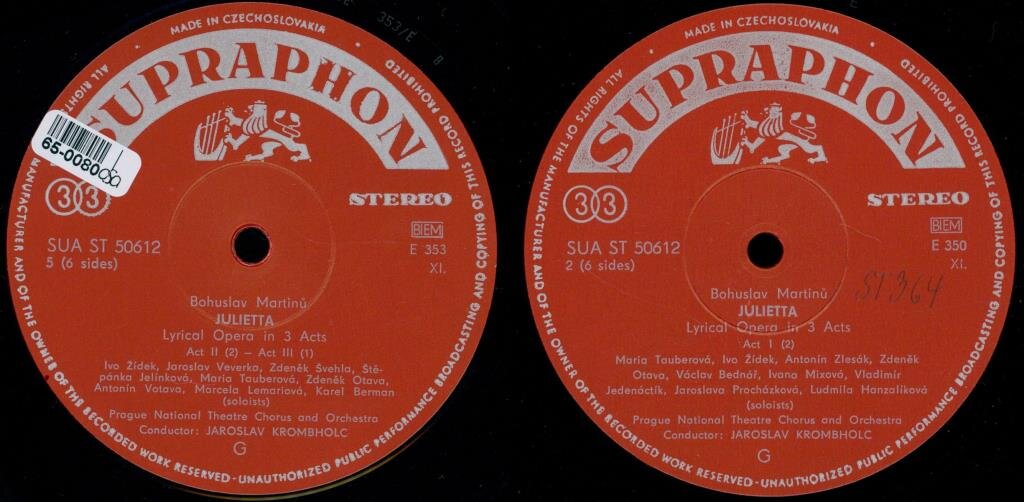 MADE IN CZECHOSLOVAKIA
SUPRAPHON
65-0080
33
STEREO
SUA ST 50612
5 (6 sides)
BIEM
E 353
XI.
Bohuslav Martinů
JULIETTA
Lyrical Opera in 3 Acts
Act II (2) – Act III (1)
Ivo Žídek, Jaroslav Veverka, Zdeněk Švehla, Ště-
pánka Jelínková, Maria Tauberová, Zdeněk Otava,
Antonín Votava, Marcela Lemariová, Karel Berman
(soloists)
Prague National Theatre Chorus and Orchestra
Conductor: JAROSLAV KROMBHOLC
G
ALL RIGHTS MANUFACTURER AND OF THE OWNER OF THE RECORDED WORK RESERVED - UNAUTHORIZED PUBLIC PERFORMANCE BROADCASTING AND COPYING OF THIS RECORD PROHIBITED
353/E B
MADE IN CZECHOSLOVAKIA
SUPRAPHON
33
STEREO
SUA ST 50612
2 (6 sides)
BIEM
E 350
XI.
ST 364
Bohuslav Martinů
JULIETTA
Lyrical Opera in 3 Acts
Act I (2)
Maria Tauberová, Ivo Žídek, Antonín Zlesák, Zdeněk
Otava, Václav Bednář, Ivana Mixová, Vladimír
Jedenáctík, Jaroslava Procházková, Ludmila Hanzalíková
(soloists)
Prague National Theatre Chorus and Orchestra
Conductor: JAROSLAV KROMBHOLC
G
ALL RIGHTS OF THE MANUFACTURER AND OF THE OWNER OF THE RECORDED WORK RESERVED - UNAUTHORIZED PUBLIC PERFORMANCE BROADCASTING AND COPYING OF THIS RECORD PROHIBITED